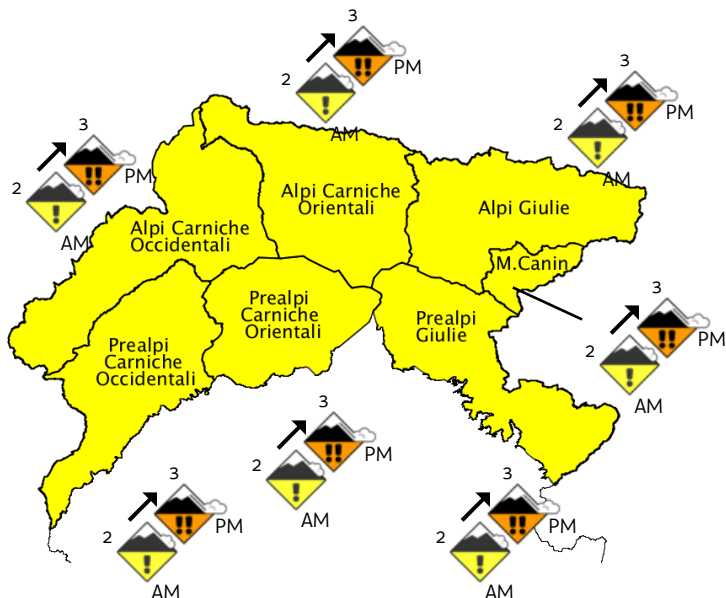 3
2
PM
AM
3
2
PM
AM
3
2
PM
AM
Alpi Carniche
Orientali
Alpi Giulie
Alpi Carniche
Occidentali
M.Canin
Prealpi
Carniche
Orientali
Prealpi
Giulie
Prealpi
Carniche
Occidentali
3
2
PM
AM
3
2
PM
AM
3
2
PM
AM
3
2
PM
AM